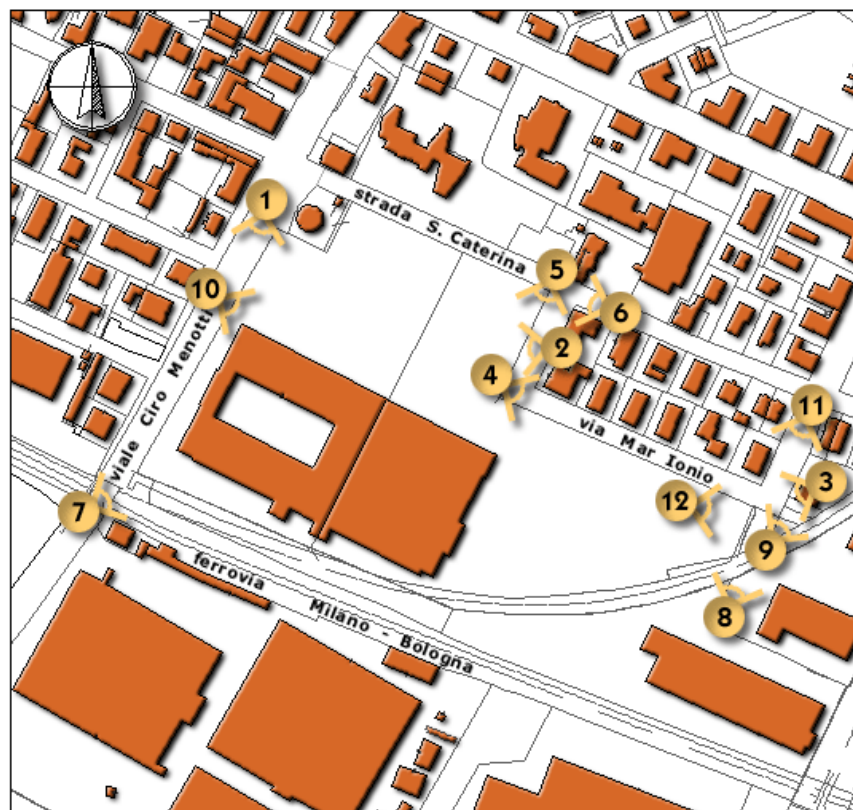 1
strada S. Caterina
5
10
6
2
4
viale Ciro Menotti
11
via Mar Ionio
3
12
7
9
ferrovia
8
Milano - Bologna